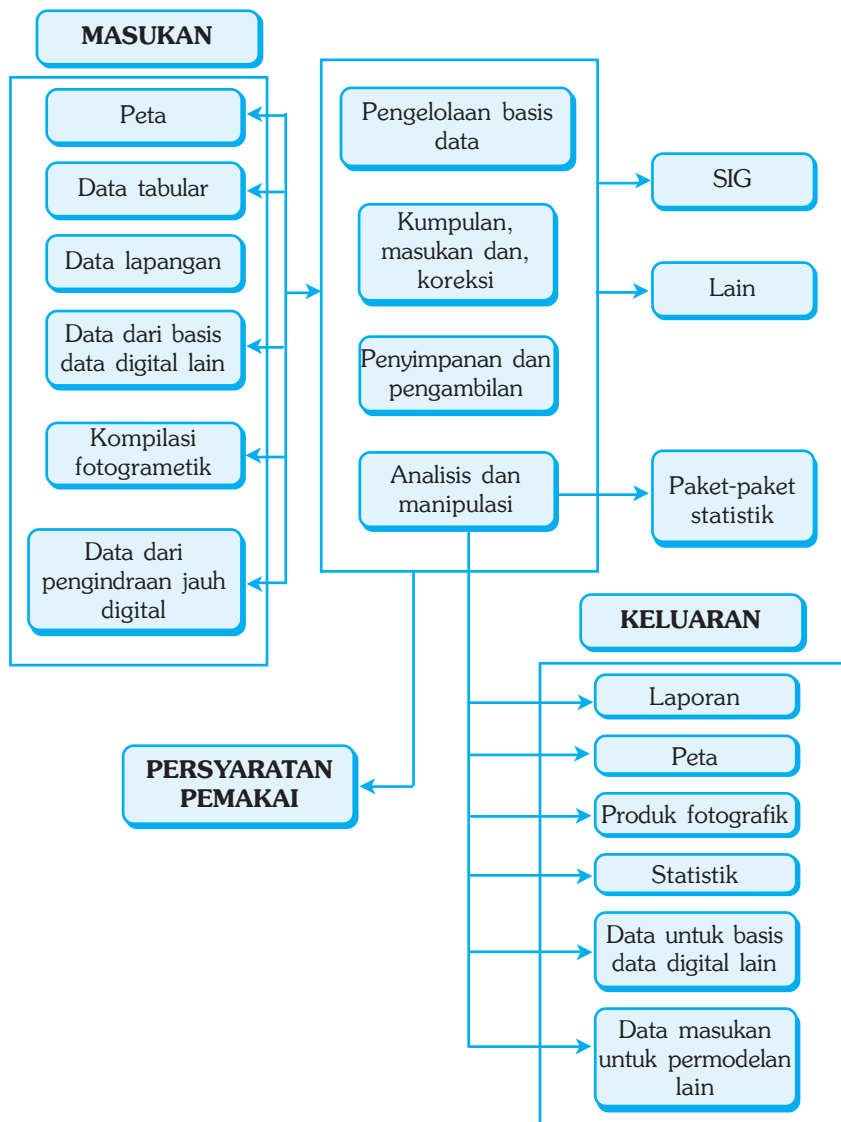 MASUKAN
Peta
Data tabular
Data lapangan
Data dari basis
data digital lain
Kompilasi
fotogrametik
Data dari
pengindraan jauh
digital
Pengelolaan basis
data
Kumpulan,
masukan dan,
koreksi
Penyimpanan dan
pengambilan
Analisis dan
manipulasi
SIG
Lain
Paket-paket
statistik
PERSYARATAN
PEMAKAI
KELUARAN
Laporan
Peta
Produk fotografik
Statistik
Data untuk basis
data digital lain
Data masukan
untuk permodelan
lain